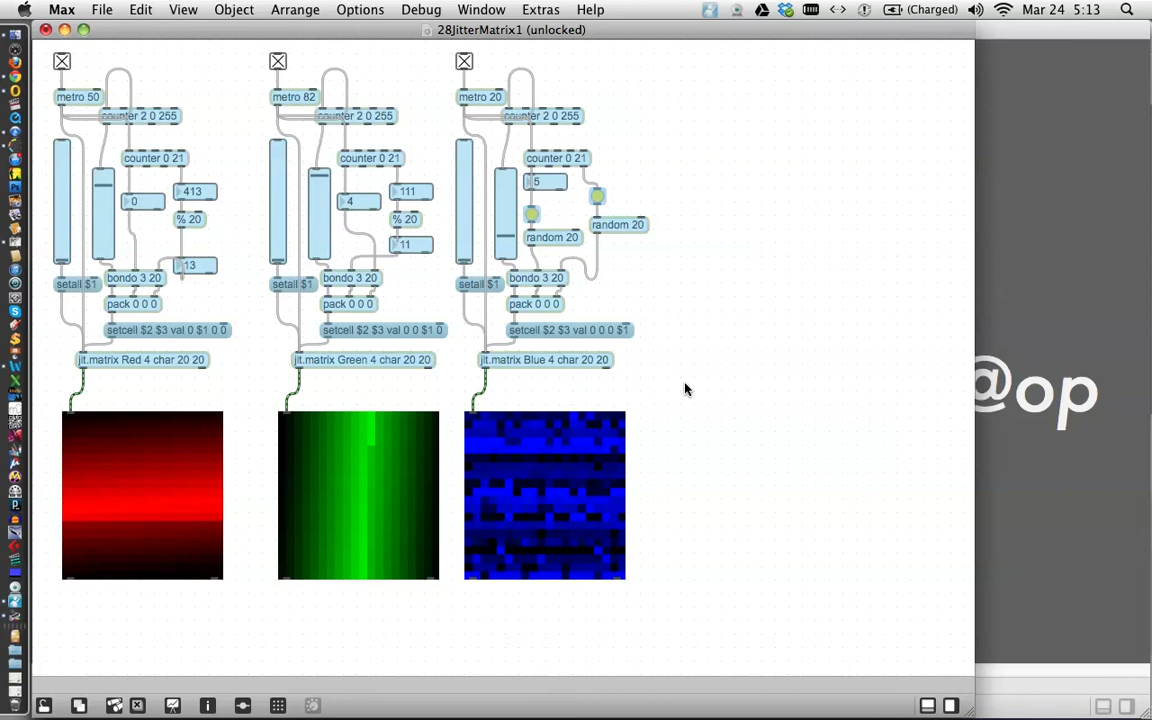 Max File Edit View Object Arrange Options Debug Window Extras Help (Charged) Mar 24 5:13
28JitterMatrix1 (unlocked)
metro 50 metro 82 metro 20
counter 2 0 255 counter 2 0 255 counter 2 0 255
counter 0 21 counter 0 21 counter 0 21
5
413 111
0 4
% 20 % 20 random 20
random 20
11
13
setall $1 bondo 3 20 setall $1 bondo 3 20 setall $1 bondo 3 20
pack 0 0 0 pack 0 0 0 pack 0 0 0
setcell $2 $3 val 0 $1 0 0 setcell $2 $3 val 0 0 $1 0 setcell $2 $3 val 0 0 0 $1
jit.matrix Red 4 char 20 20 jit.matrix Green 4 char 20 20 jit.matrix Blue 4 char 20 20
@op